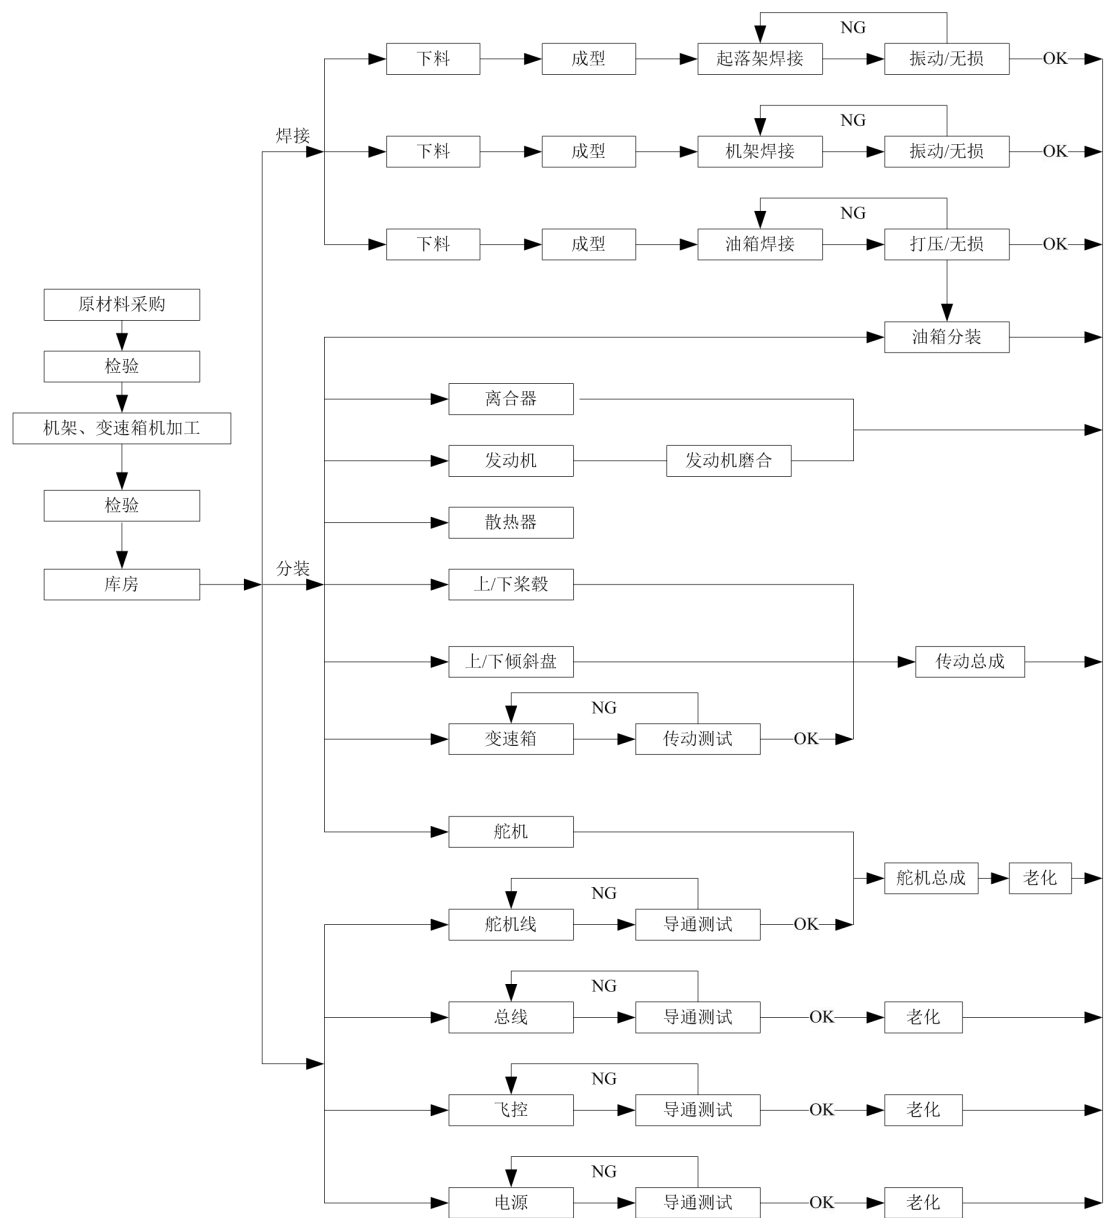 NG
下料
成型
起落架焊接
振动/无损
OK
焊接
NG
下料
成型
机架焊接
振动/无损
OK
NG
下料
成型
油箱焊接
打压/无损
OK
原材料采购
油箱分装
检验
离合器
机架、变速箱机加工
发动机
发动机磨合
检验
散热器
分装
库房
上/下桨毂
上/下倾斜盘
传动总成
NG
变速箱
传动测试
OK
舵机
舵机总成
老化
NG
舵机线
导通测试
OK
NG
总线
导通测试
OK
老化
NG
飞控
导通测试
OK
老化
NG
电源
导通测试
OK
老化